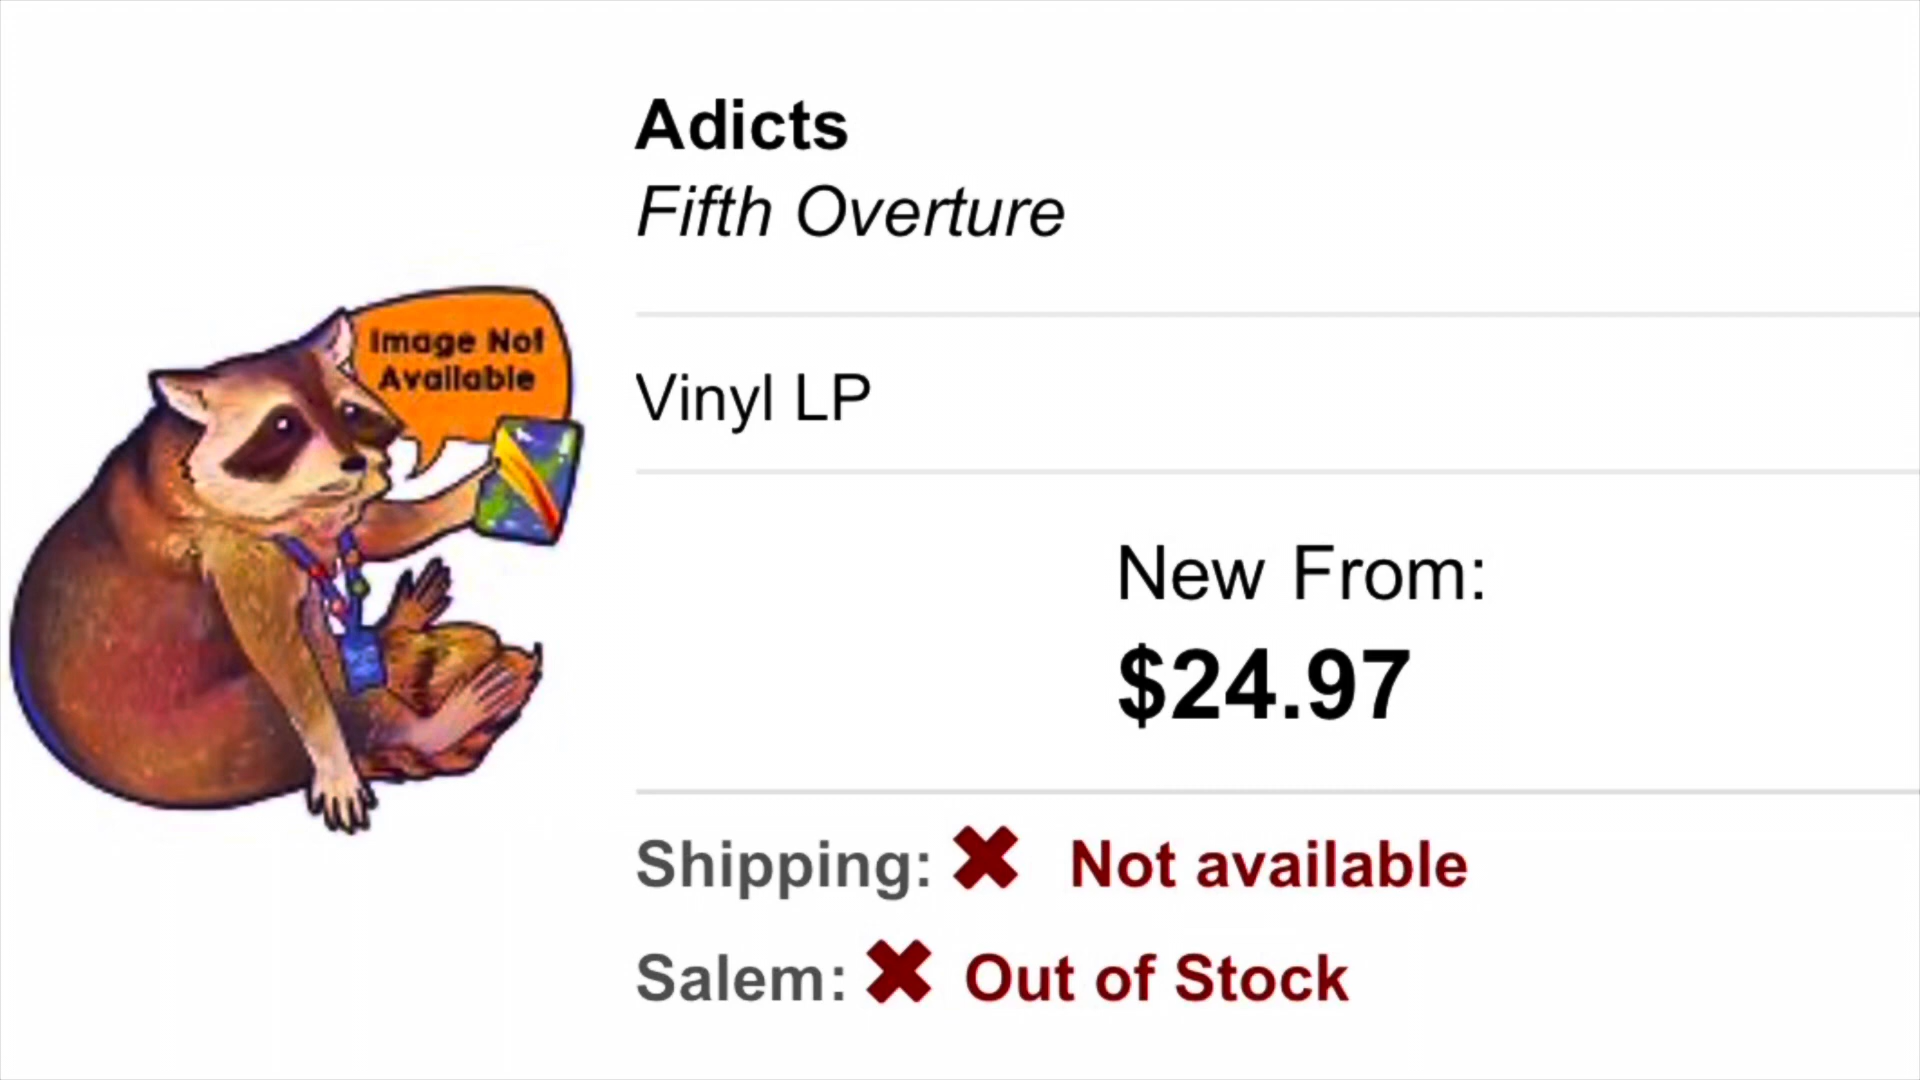 Adicts
Fifth Overture
Image Not
Available
Vinyl LP
New From:
$24.97
Shipping: ✖ Not available
Salem: ✖ Out of Stock